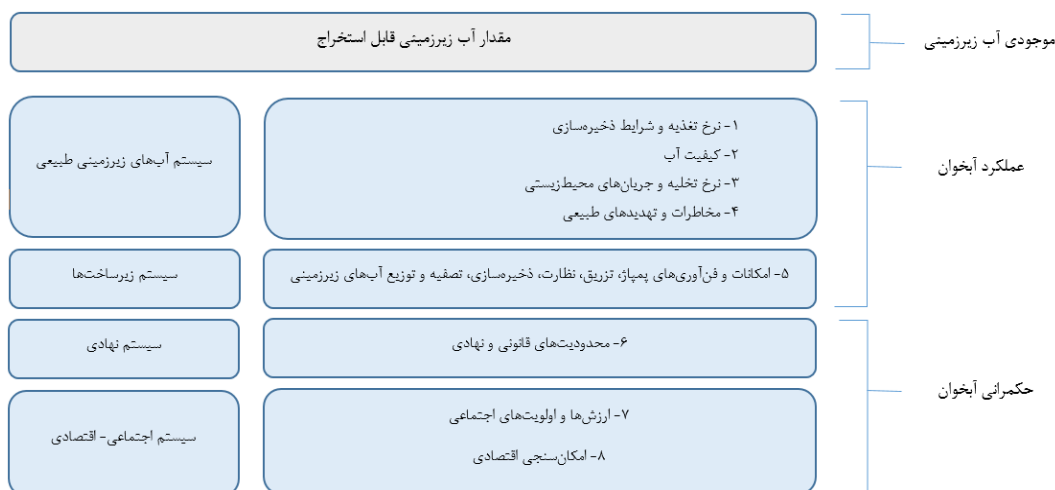 موجودی آب زیرزمینی
مقدار آب زیرزمینی قابل استخراج
عملکرد آبخوان
۱- نرخ تغذیه و شرایط ذخیره‌سازی
۲- کیفیت آب
۳- نرخ تخلیه و جریان‌های محیط‌زیستی
۴- مخاطرات و تهدیدهای طبیعی
سیستم آب‌های زیرزمینی طبیعی
۵- امکانات و فن‌آوری‌های پمپاژ، تزریق، نظارت، ذخیره‌سازی، تصفیه و توزیع آب‌های زیرزمینی
سیستم زیرساخت‌ها
حکمرانی آبخوان
۶- محدودیت‌های قانونی و نهادی
سیستم نهادی
۷- ارزش‌ها و اولویت‌های اجتماعی
۸- امکان‌سنجی اقتصادی
سیستم اجتماعی- اقتصادی